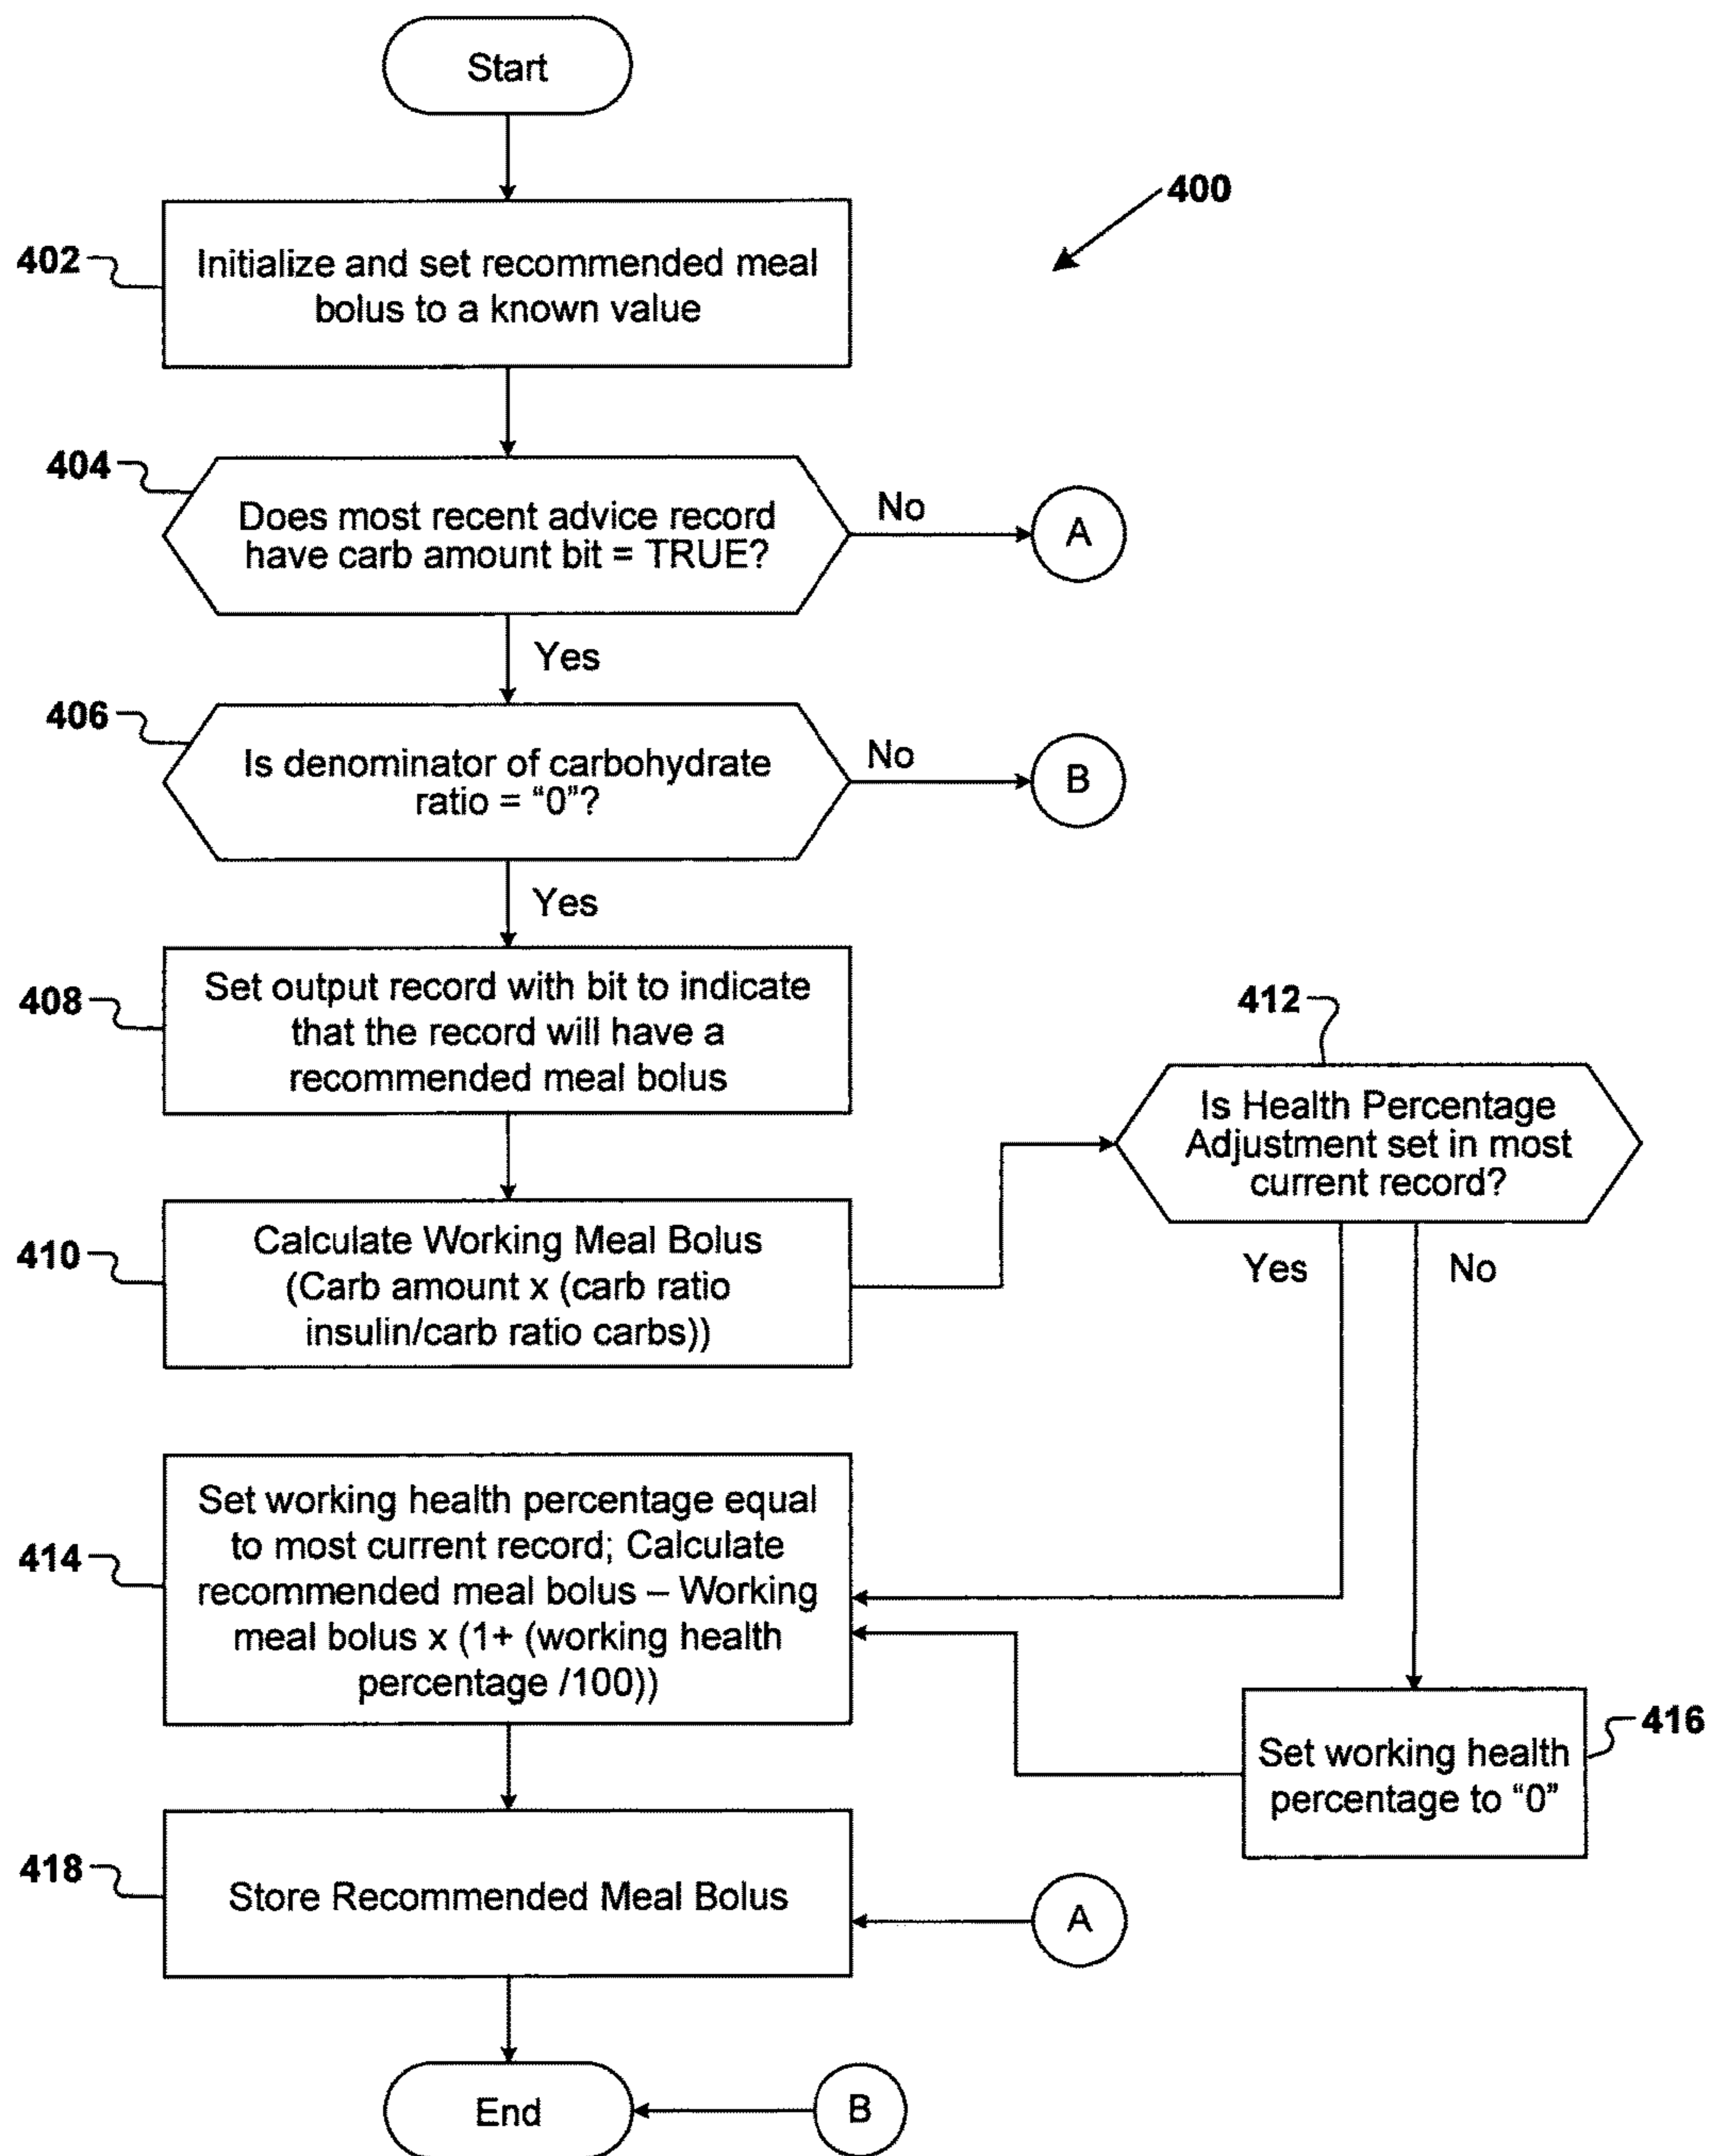 Start
400
402
Initialize and set recommended meal
bolus to a known value
404
Does most recent advice record
have carb amount bit = TRUE?
No
A
Yes
406
Is denominator of carbohydrate
ratio = “0”?
No
B
Yes
408
Set output record with bit to indicate
that the record will have a
recommended meal bolus
412
Is Health Percentage
Adjustment set in most
current record?
Yes
No
410
Calculate Working Meal Bolus
(Carb amount x (carb ratio
insulin/carb ratio carbs))
414
Set working health percentage equal
to most current record; Calculate
recommended meal bolus – Working
meal bolus x (1+ (working health
percentage /100))
416
Set working health
percentage to “0”
418
Store Recommended Meal Bolus
A
End
B